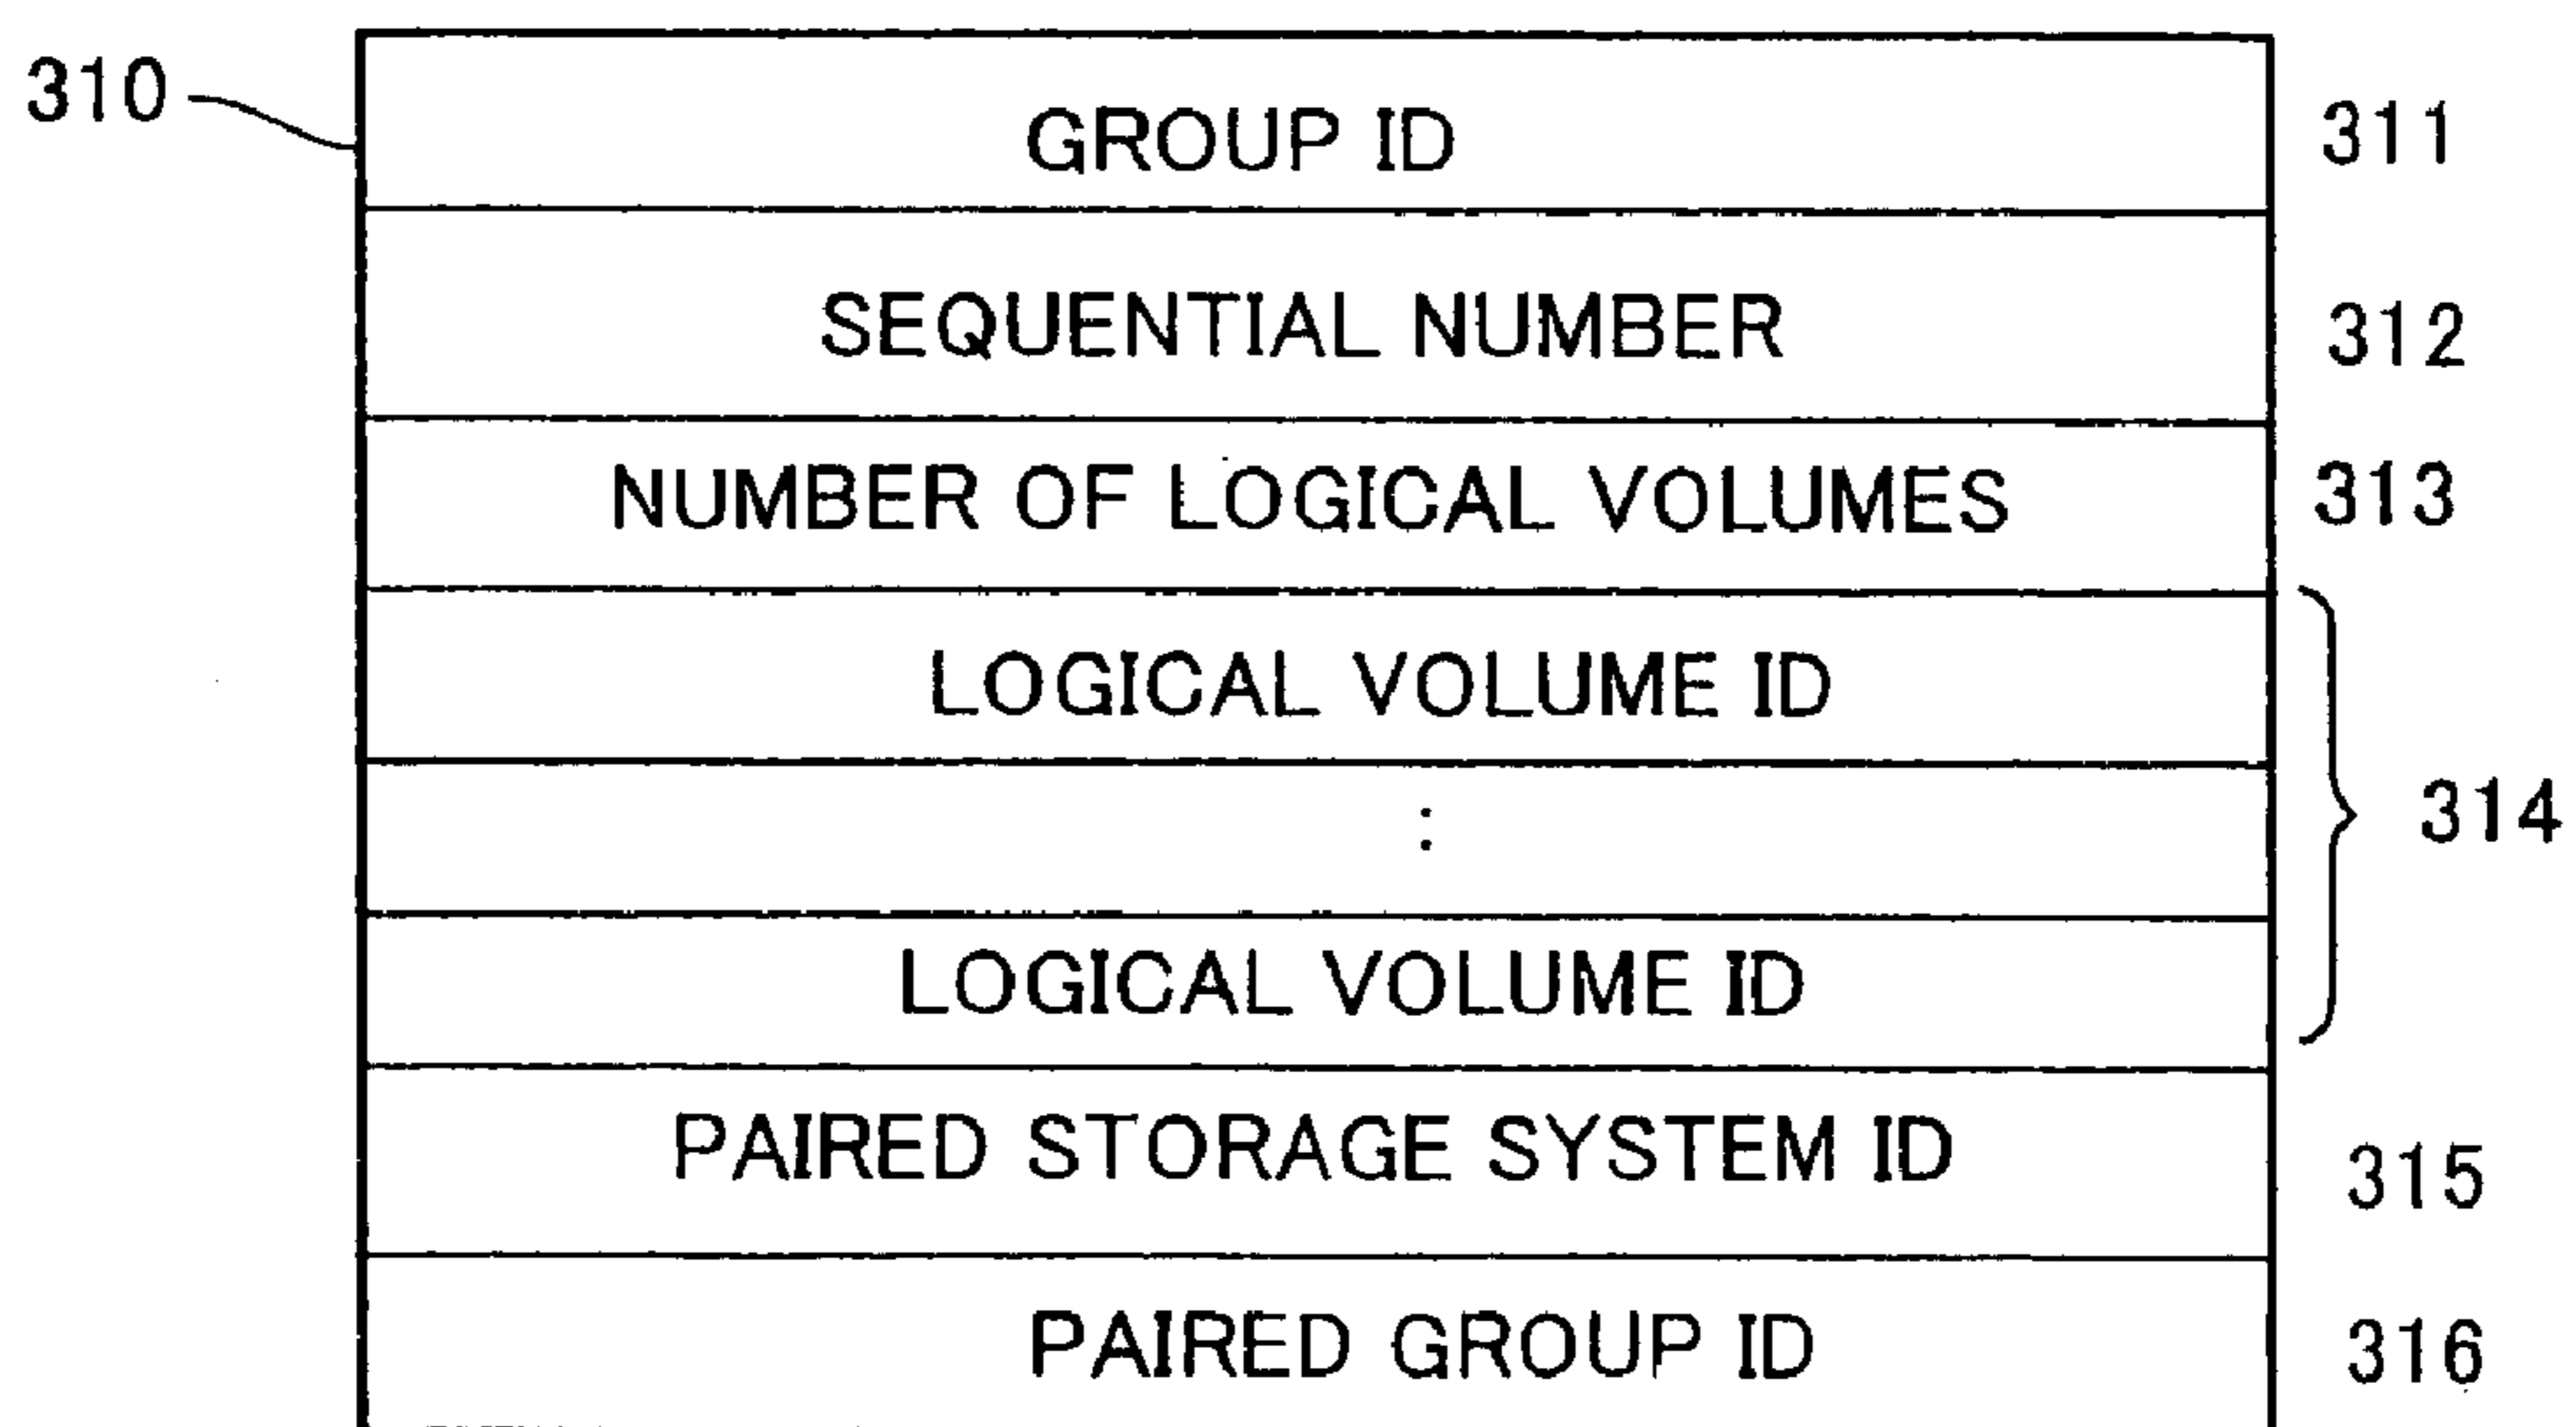 310
GROUP ID 311
SEQUENTIAL NUMBER 312
NUMBER OF LOGICAL VOLUMES 313
LOGICAL VOLUME ID
: 314
LOGICAL VOLUME ID
PAIRED STORAGE SYSTEM ID 315
PAIRED GROUP ID 316